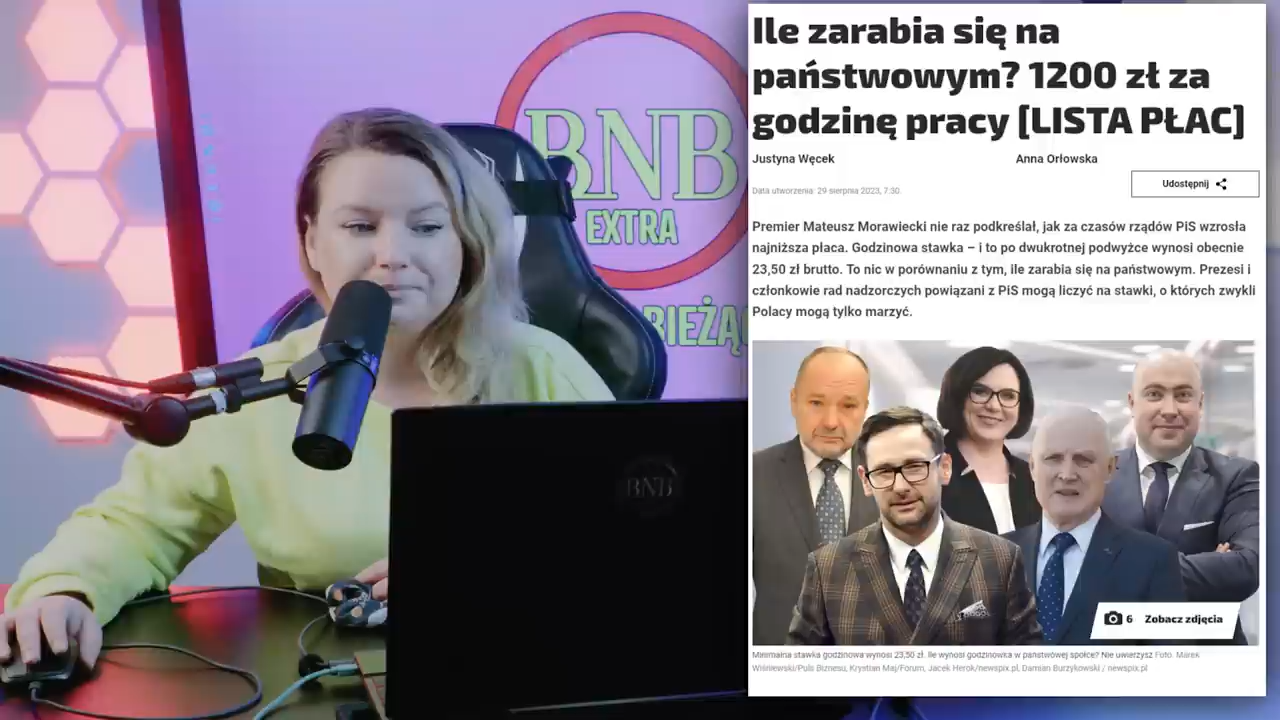 BNB
EXTRA
BIEŻĄC
BNB
Ile zarabia się na
państwowym? 1200 zł za
godzinę pracy [LISTA PŁAC]
Justyna Węcek Anna Orłowska
Data utworzenia: 29 sierpnia 2023, 7:30.
Udostępnij
Premier Mateusz Morawiecki nie raz podkreślał, jak za czasów rządów PiS wzrosła
najniższa płaca. Godzinowa stawka – i to po dwukrotnej podwyżce wynosi obecnie
23,50 zł brutto. To nic w porównaniu z tym, ile zarabia się na państwowym. Prezesi i
członkowie rad nadzorczych powiązani z PiS mogą liczyć na stawki, o których zwykli
Polacy mogą tylko marzyć.
6 Zobacz zdjęcia
Minimalna stawka godzinowa wynosi 23,50 zł. Ile wynosi godzinówka w państwowej spółce? Nie uwierzysz Foto: Marek
Wiśniewski/Puls Biznesu, Krystian Maj/Forum, Jacek Herok/newspix.pl, Damian Burzykowski / newspix.pl